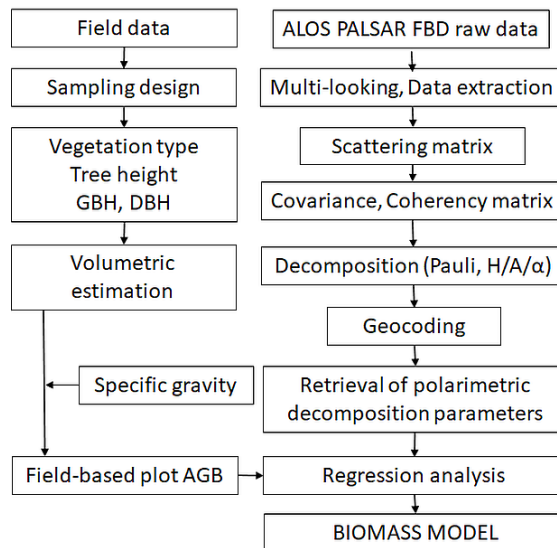 Field data
Sampling design
Vegetation type
Tree height
GBH, DBH
Volumetric
estimation
Specific gravity
Field-based plot AGB
ALOS PALSAR FBD raw data
Multi-looking, Data extraction
Scattering matrix
Covariance, Coherency matrix
Decomposition (Pauli, H/A/α)
Geocoding
Retrieval of polarimetric
decomposition parameters
Regression analysis
BIOMASS MODEL